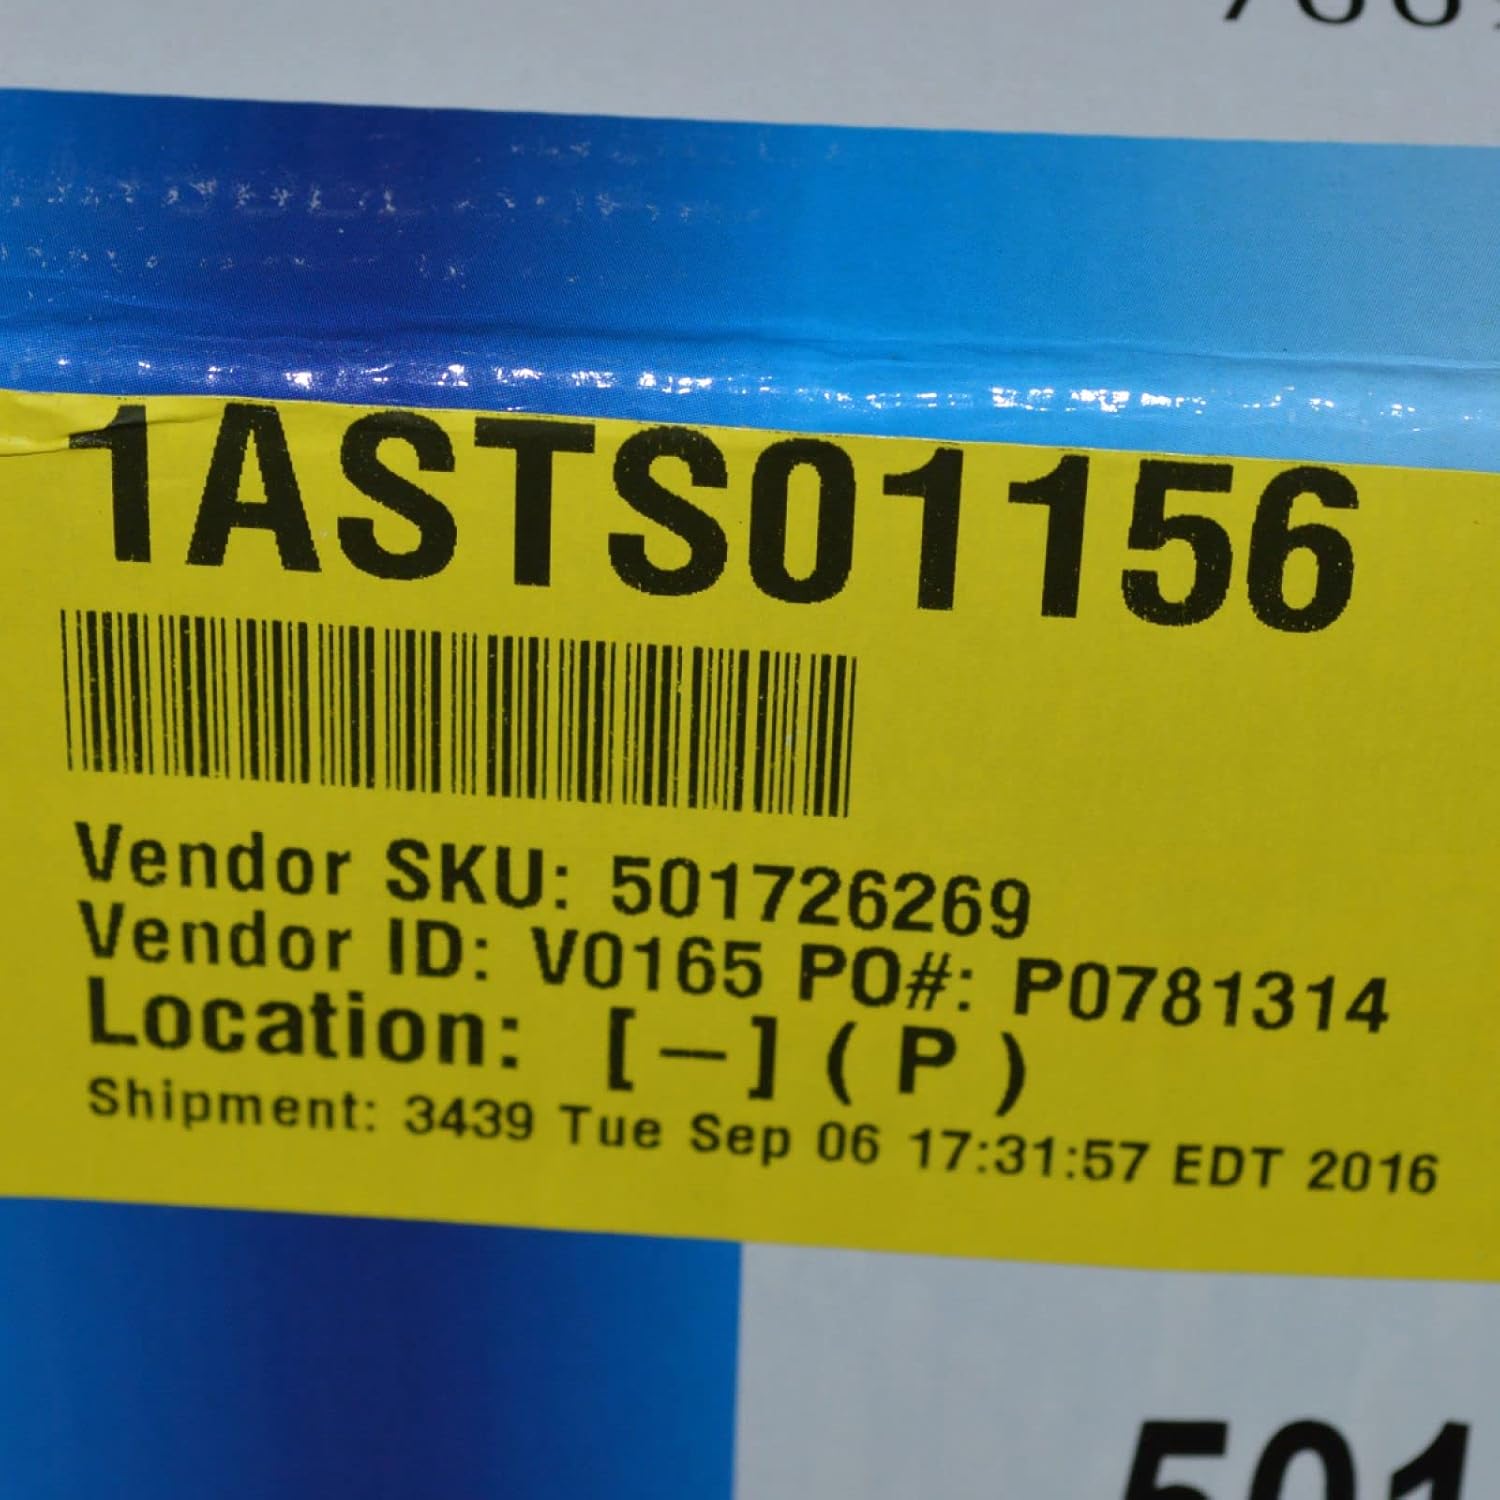 1ASTS01156
Vendor SKU: 501726269
Vendor ID: V0165 PO#: P0781314
Location: [-] ( P )
Shipment: 3439 Tue Sep 06 17:31:57 EDT 2016
501